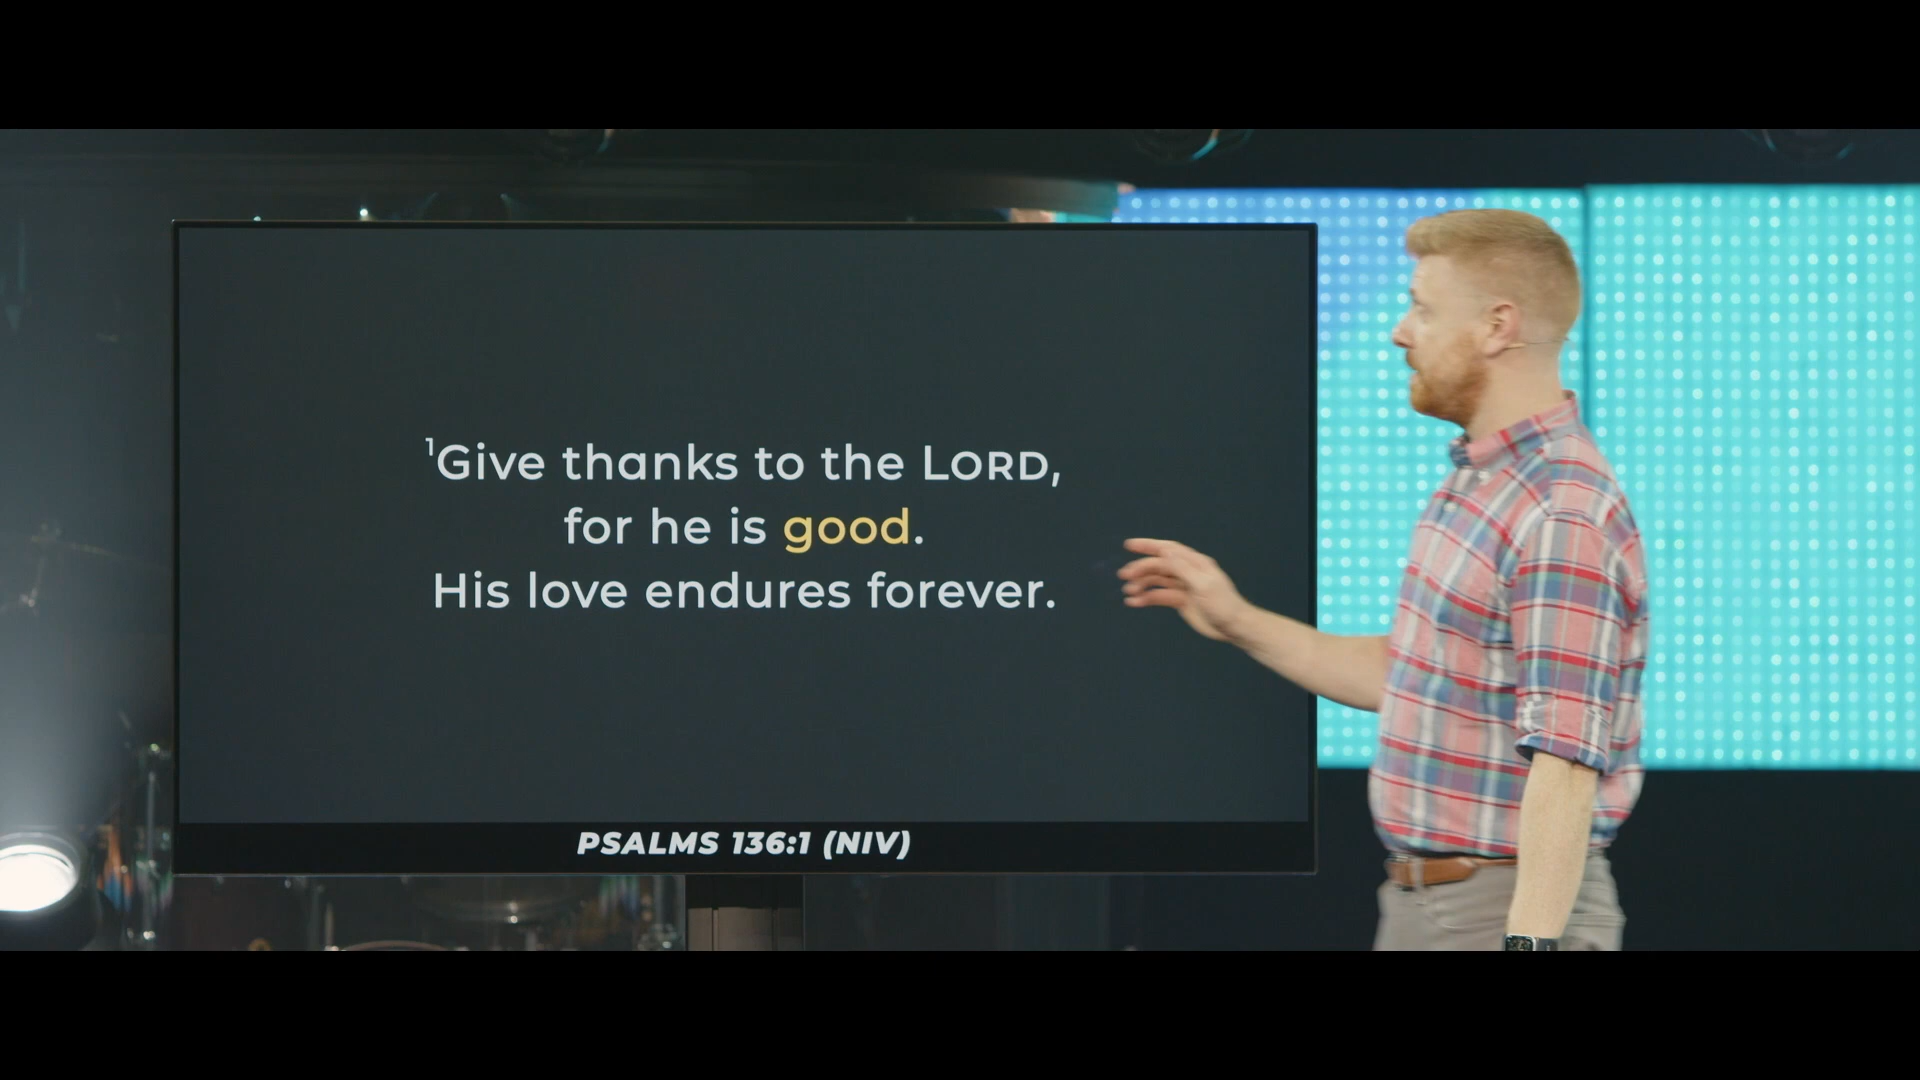 ¹Give thanks to the LORD,
for he is good.
His love endures forever.
PSALMS 136:1 (NIV)